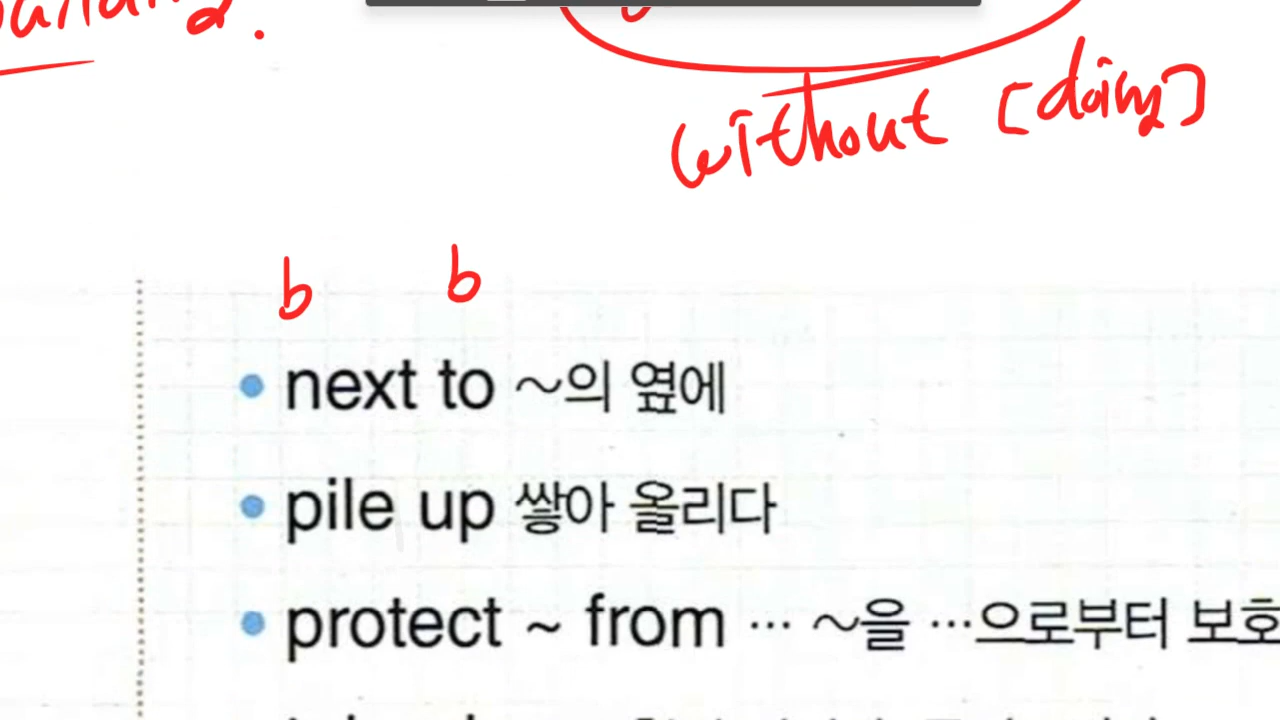 without [doing]
b b
• next to ~의 옆에
• pile up 쌓아 올리다
• protect ~ from … ~을 …으로부터 보호